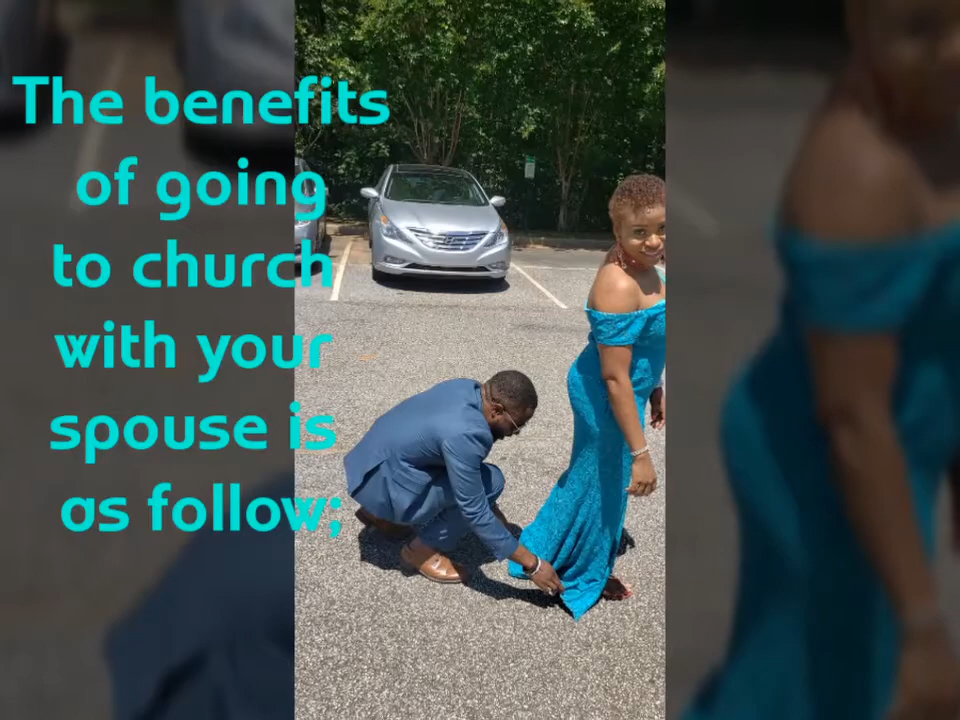 The benefits
of going
to church
with your
spouse is
as follow;